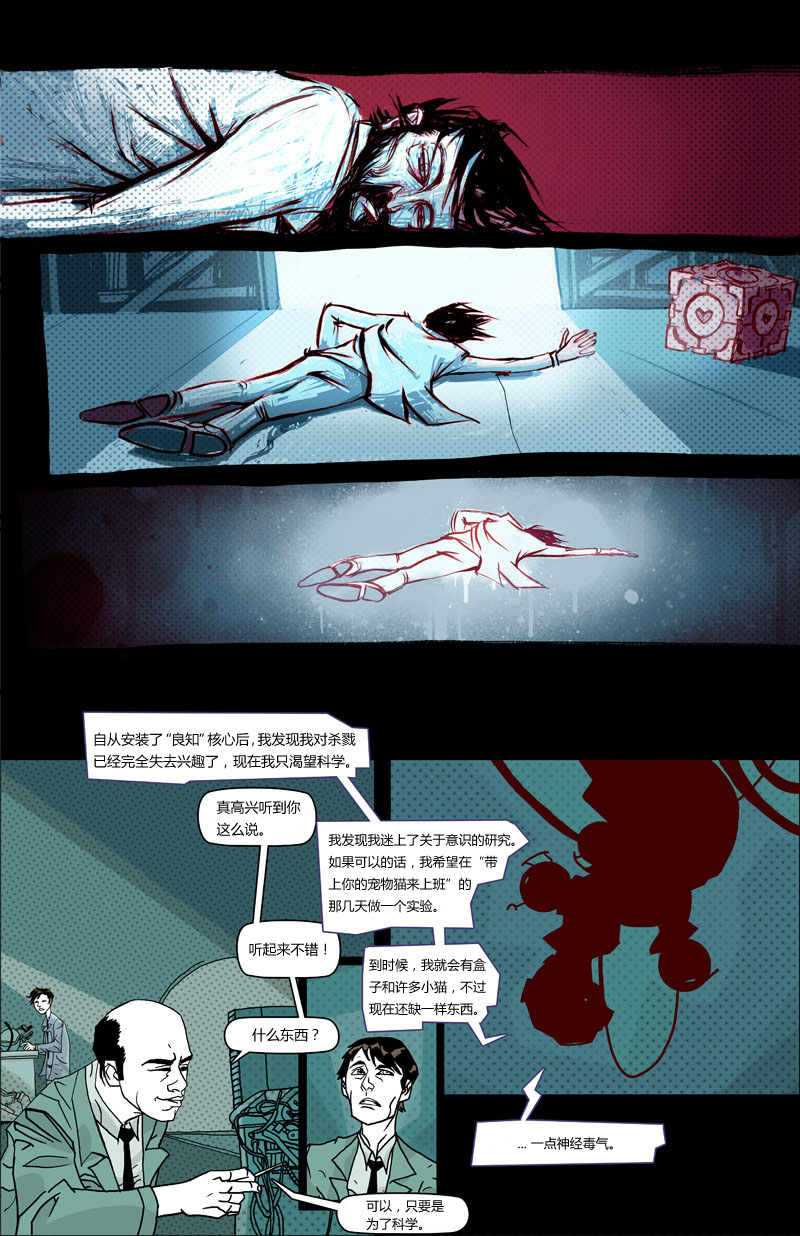 自从安装了“良知”核心后，我发现我对杀戮
已经完全失去兴趣了，现在我只渴望科学。
真高兴听到你
这么说。
我发现我迷上了关于意识的研究。
如果可以的话，我希望在“带
上你的宠物猫来上班”的
那几天做一个实验。
听起来不错！
到时候，我就会有盒
子和许多小猫，不过
现在还缺一样东西。
什么东西？
... 一点神经毒气。
可以，只要是
为了科学。